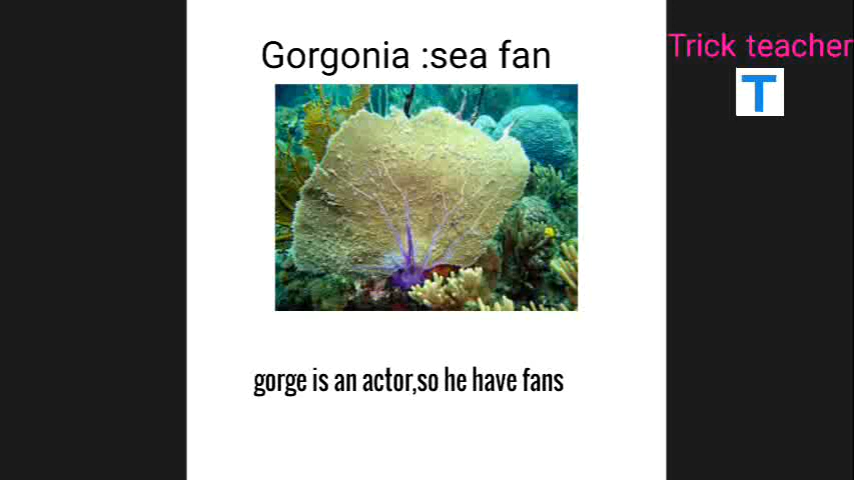 Gorgonia :sea fan
Trick teacher
T
gorge is an actor,so he have fans